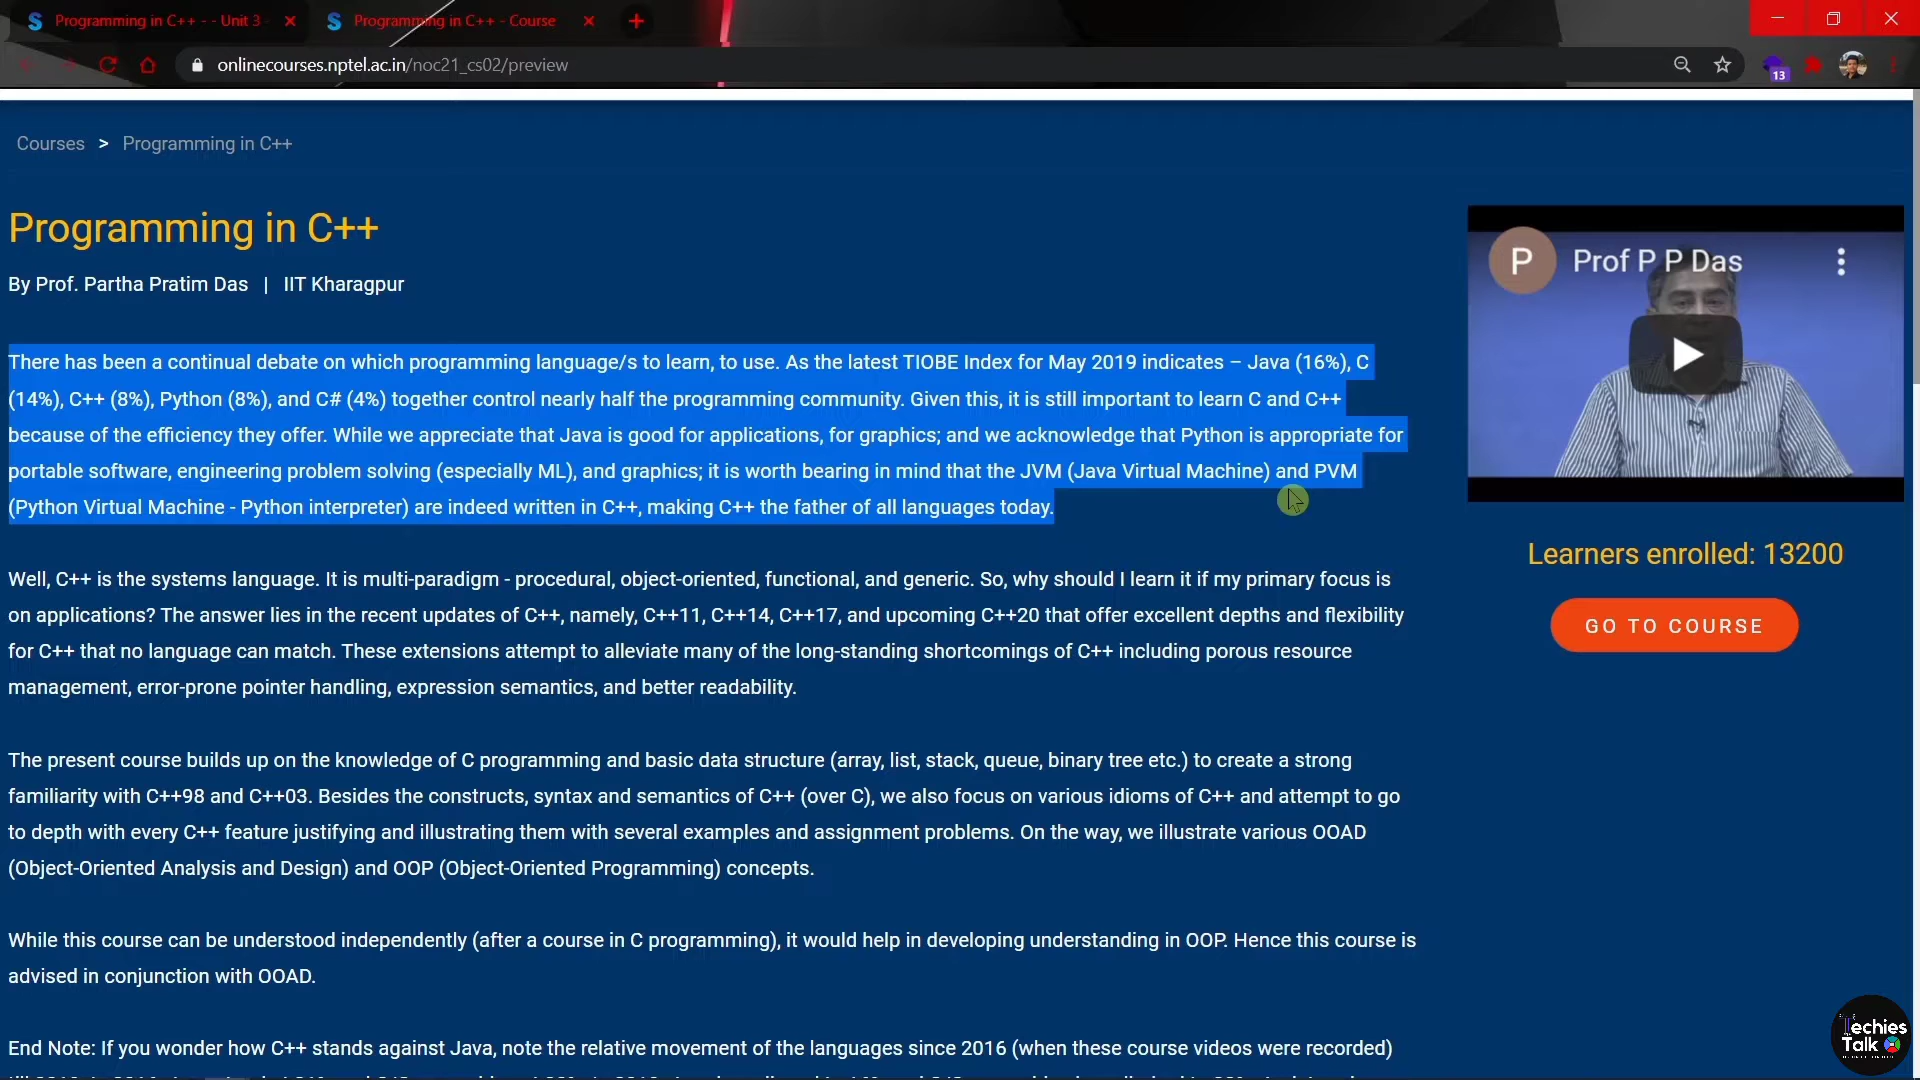 Programming in C++ - - Unit 3 -
Programming in C++ - Course
onlinecourses.nptel.ac.in/noc21_cs02/preview
13
Courses > Programming in C++
Programming in C++
By Prof. Partha Pratim Das | IIT Kharagpur
There has been a continual debate on which programming language/s to learn, to use. As the latest TIOBE Index for May 2019 indicates – Java (16%), C
(14%), C++ (8%), Python (8%), and C# (4%) together control nearly half the programming community. Given this, it is still important to learn C and C++
because of the efficiency they offer. While we appreciate that Java is good for applications, for graphics; and we acknowledge that Python is appropriate for
portable software, engineering problem solving (especially ML), and graphics; it is worth bearing in mind that the JVM (Java Virtual Machine) and PVM
(Python Virtual Machine - Python interpreter) are indeed written in C++, making C++ the father of all languages today.
Well, C++ is the systems language. It is multi-paradigm - procedural, object-oriented, functional, and generic. So, why should I learn it if my primary focus is
on applications? The answer lies in the recent updates of C++, namely, C++11, C++14, C++17, and upcoming C++20 that offer excellent depths and flexibility
for C++ that no language can match. These extensions attempt to alleviate many of the long-standing shortcomings of C++ including porous resource
management, error-prone pointer handling, expression semantics, and better readability.
The present course builds up on the knowledge of C programming and basic data structure (array, list, stack, queue, binary tree etc.) to create a strong
familiarity with C++98 and C++03. Besides the constructs, syntax and semantics of C++ (over C), we also focus on various idioms of C++ and attempt to go
to depth with every C++ feature justifying and illustrating them with several examples and assignment problems. On the way, we illustrate various OOAD
(Object-Oriented Analysis and Design) and OOP (Object-Oriented Programming) concepts.
While this course can be understood independently (after a course in C programming), it would help in developing understanding in OOP. Hence this course is
advised in conjunction with OOAD.
End Note: If you wonder how C++ stands against Java, note the relative movement of the languages since 2016 (when these course videos were recorded)
P Prof P P Das
Learners enrolled: 13200
GO TO COURSE
Techies
Talk